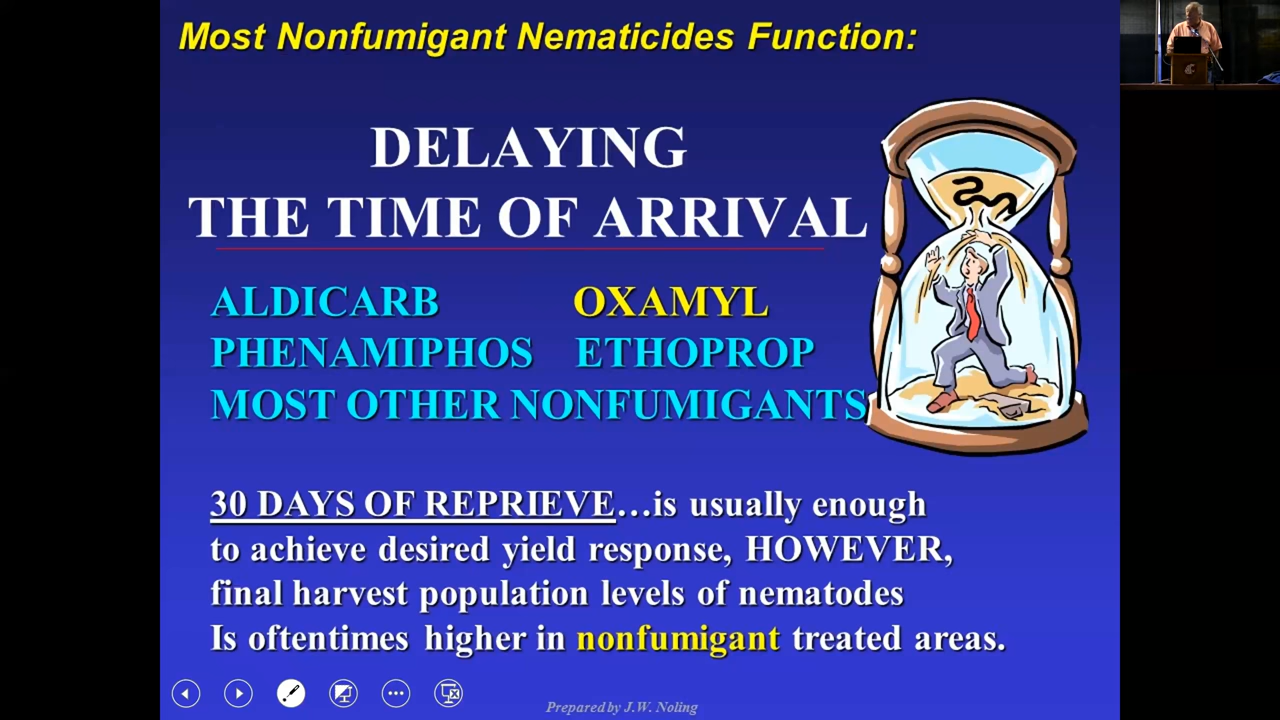 Most Nonfumigant Nematicides Function:
DELAYING
THE TIME OF ARRIVAL
ALDICARB OXAMYL
PHENAMIPHOS ETHOPROP
MOST OTHER NONFUMIGANTS
30 DAYS OF REPRIEVE…is usually enough
to achieve desired yield response, HOWEVER,
final harvest population levels of nematodes
Is oftentimes higher in nonfumigant treated areas.
Prepared by J.W. Noling